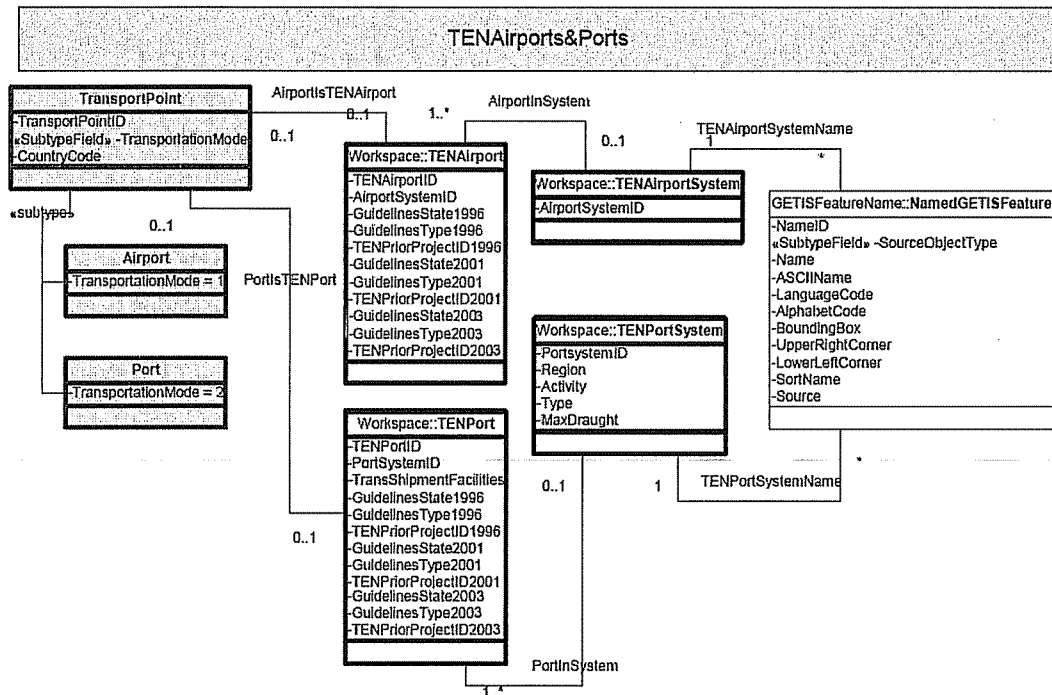 TENAirports&Ports
TransportPoint
-TransportPointID
«SubtypeField» -TransportationMode
-CountryCode
AirportIsTENAirport
0..1
0..1
«subtype»
0..1
Airport
-TransportationMode = 1
Port
-TransportationMode = 2
PortIsTENPort
0..1
Workspace::TENAirport
-TENAirportID
-AirportSystemID
-GuidelinesState1996
-GuidelinesType1996
-TENPriorProjectID1996
-GuidelinesState2001
-GuidelinesType2001
-TENPriorProjectID2001
-GuidelinesState2003
-GuidelinesType2003
-TENPriorProjectID2003
Workspace::TENPort
-TENPortID
-PortSystemID
-TransShipmentFacilities
-GuidelinesState1996
-GuidelinesType1996
-TENPriorProjectID1996
-GuidelinesState2001
-GuidelinesType2001
-TENPriorProjectID2001
-GuidelinesState2003
-GuidelinesType2003
-TENPriorProjectID2003
1..*
AirportInSystem
0..1
Workspace::TENAirportSystem
-AirportSystemID
TENAirportSystemName
1
*
Workspace::TENPortSystem
-PortsystemID
-Region
-Activity
-Type
-MaxDraught
0..1
PortInSystem
1..*
1
TENPortSystemName
*
GETISFeatureName::NamedGETISFeature
-NameID
«SubtypeField» -SourceObjectType
-Name
-ASCIIName
-LanguageCode
-AlphabetCode
-BoundingBox
-UpperRightCorner
-LowerLeftCorner
-SortName
-Source